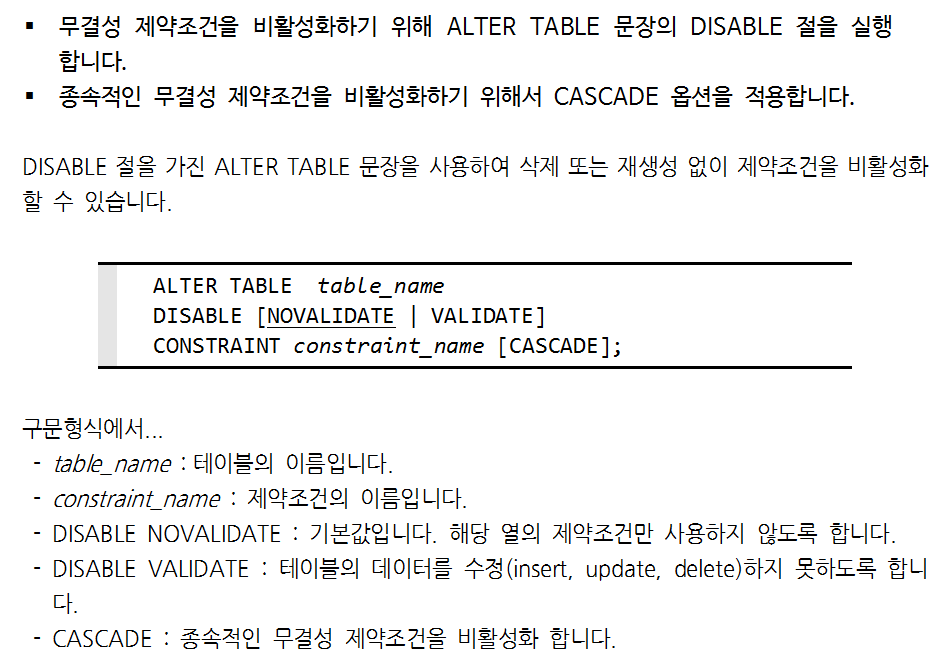 ▪ 무결성 제약조건을 비활성화하기 위해 ALTER TABLE 문장의 DISABLE 절을 실행
합니다.
▪ 종속적인 무결성 제약조건을 비활성화하기 위해서 CASCADE 옵션을 적용합니다.
DISABLE 절을 가진 ALTER TABLE 문장을 사용하여 삭제 또는 재생성 없이 제약조건을 비활성화
할 수 있습니다.
ALTER TABLE table_name
DISABLE [NOVALIDATE | VALIDATE]
CONSTRAINT constraint_name [CASCADE];
구문형식에서...
- table_name : 테이블의 이름입니다.
- constraint_name : 제약조건의 이름입니다.
- DISABLE NOVALIDATE : 기본값입니다. 해당 열의 제약조건만 사용하지 않도록 합니다.
- DISABLE VALIDATE : 테이블의 데이터를 수정(insert, update, delete)하지 못하도록 합니
다.
- CASCADE : 종속적인 무결성 제약조건을 비활성화 합니다.